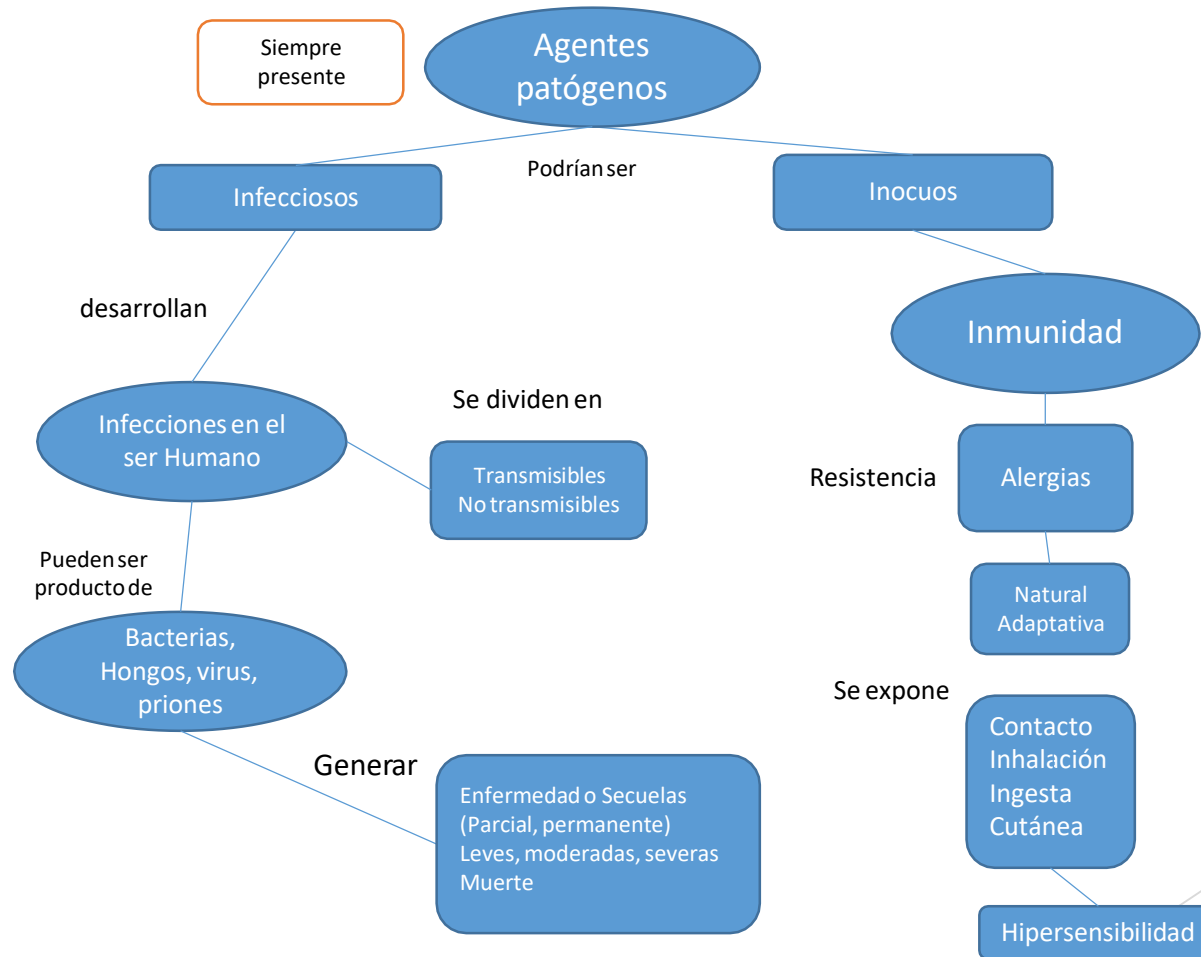 Siempre
presente
Agentes
patógenos
Podrían ser
Infecciosos
Inocuos
desarrollan
Inmunidad
Infecciones en el
ser Humano
Se dividen en
Transmisibles
No transmisibles
Resistencia
Alergias
Pueden ser
producto de
Natural
Adaptativa
Bacterias,
Hongos, virus,
priones
Se expone
Contacto
Inhalación
Ingesta
Cutánea
Generar
Enfermedad o Secuelas
(Parcial, permanente)
Leves, moderadas, severas
Muerte
Hipersensibilidad